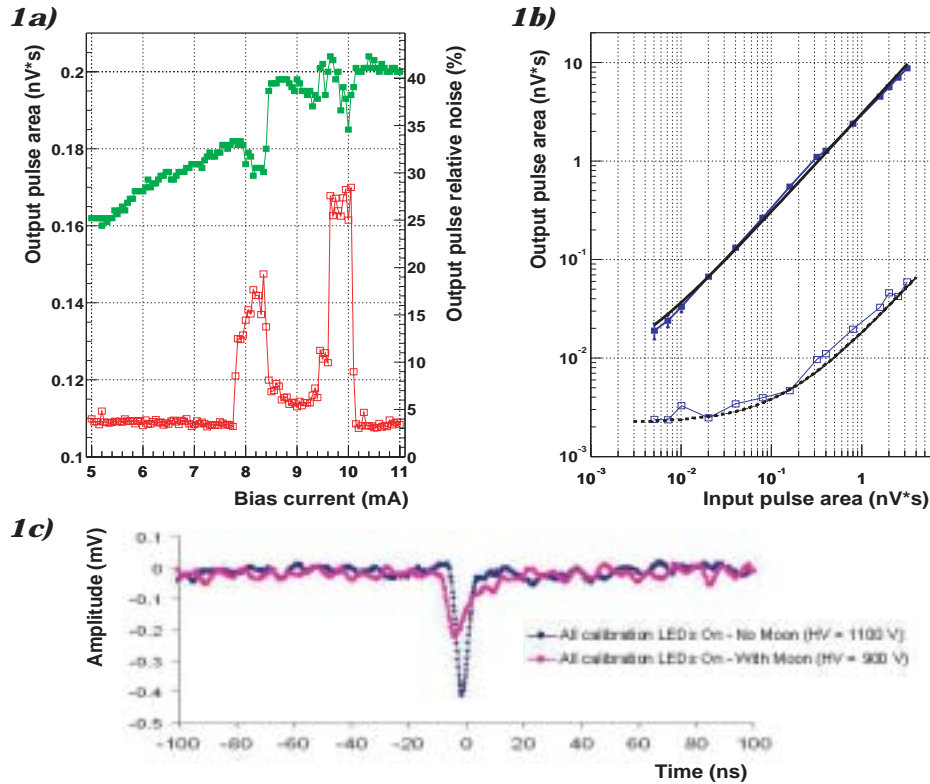 1a)
Output pulse area (nV*s)
0.2
0.18
0.16
0.14
0.12
0.1
40
35
30
25
20
15
10
5
0
Output pulse relative noise (%)
5 6 7 8 9 10 11
Bias current (mA)
1b)
Output pulse area (nV*s)
10
1
10⁻¹
10⁻²
10⁻³
10⁻³ 10⁻² 10⁻¹ 1
Input pulse area (nV*s)
1c)
Amplitude (mV)
0.1
0
-0.1
-0.2
-0.3
-0.4
-0.5
All calibration LEDs On - No Moon (HV = 1100 V)
All calibration LEDs On - With Moon (HV = 900 V)
-100 -80 -60 -40 -20 0 20 40 60 80 100
Time (ns)